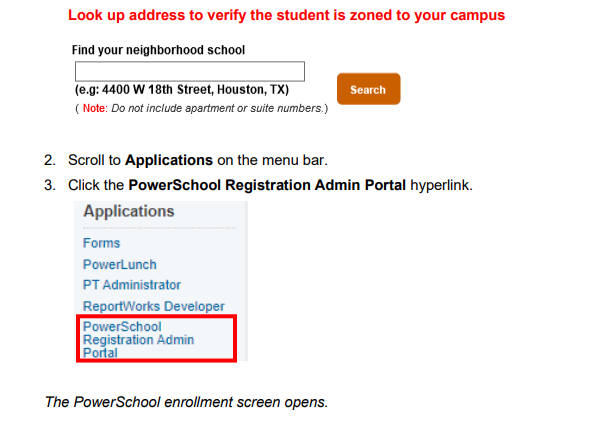 Look up address to verify the student is zoned to your campus
Find your neighborhood school
(e.g: 4400 W 18th Street, Houston, TX)
Search
( Note: Do not include apartment or suite numbers.)
2. Scroll to Applications on the menu bar.
3. Click the PowerSchool Registration Admin Portal hyperlink.
Applications
Forms
PowerLunch
PT Administrator
ReportWorks Developer
PowerSchool
Registration Admin
Portal
The PowerSchool enrollment screen opens.